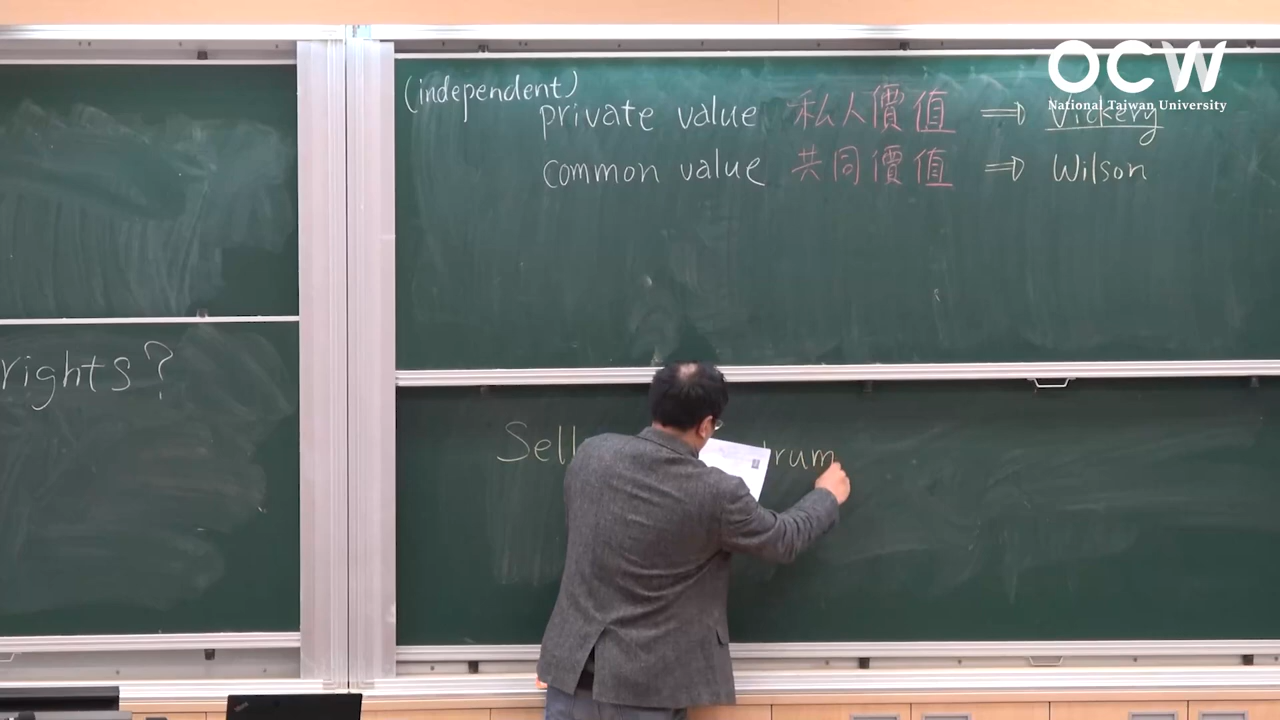 (independent)
private value 私人價值 ⇒ Vickery
common value 共同價值 ⇒ Wilson
rights?
Sell
rum
OCW
National Taiwan University